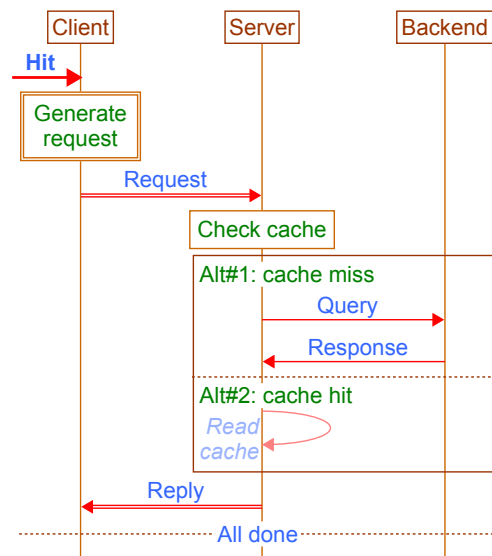 Client Server Backend
Hit
Generate
request
Request
Check cache
Alt#1: cache miss
Query
Response
Alt#2: cache hit
Read
cache
Reply
All done